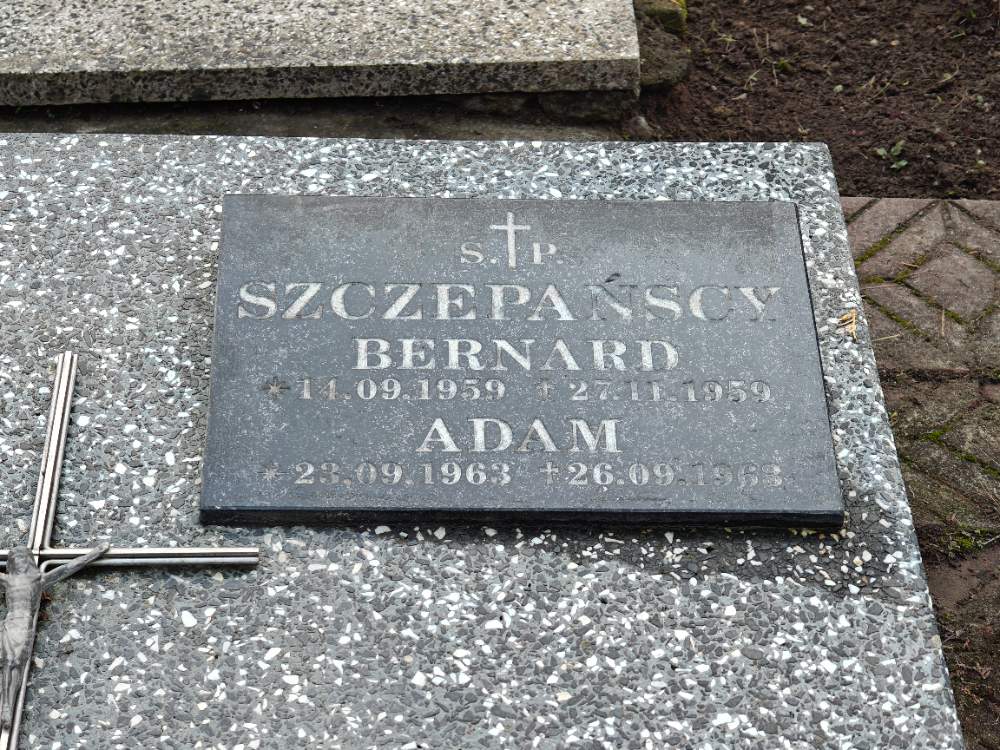 S. P.
SZCZEPAŃSCY
BERNARD
*14.09.1959 †27.11.1959
ADAM
*23.09.1963 †26.09.1963